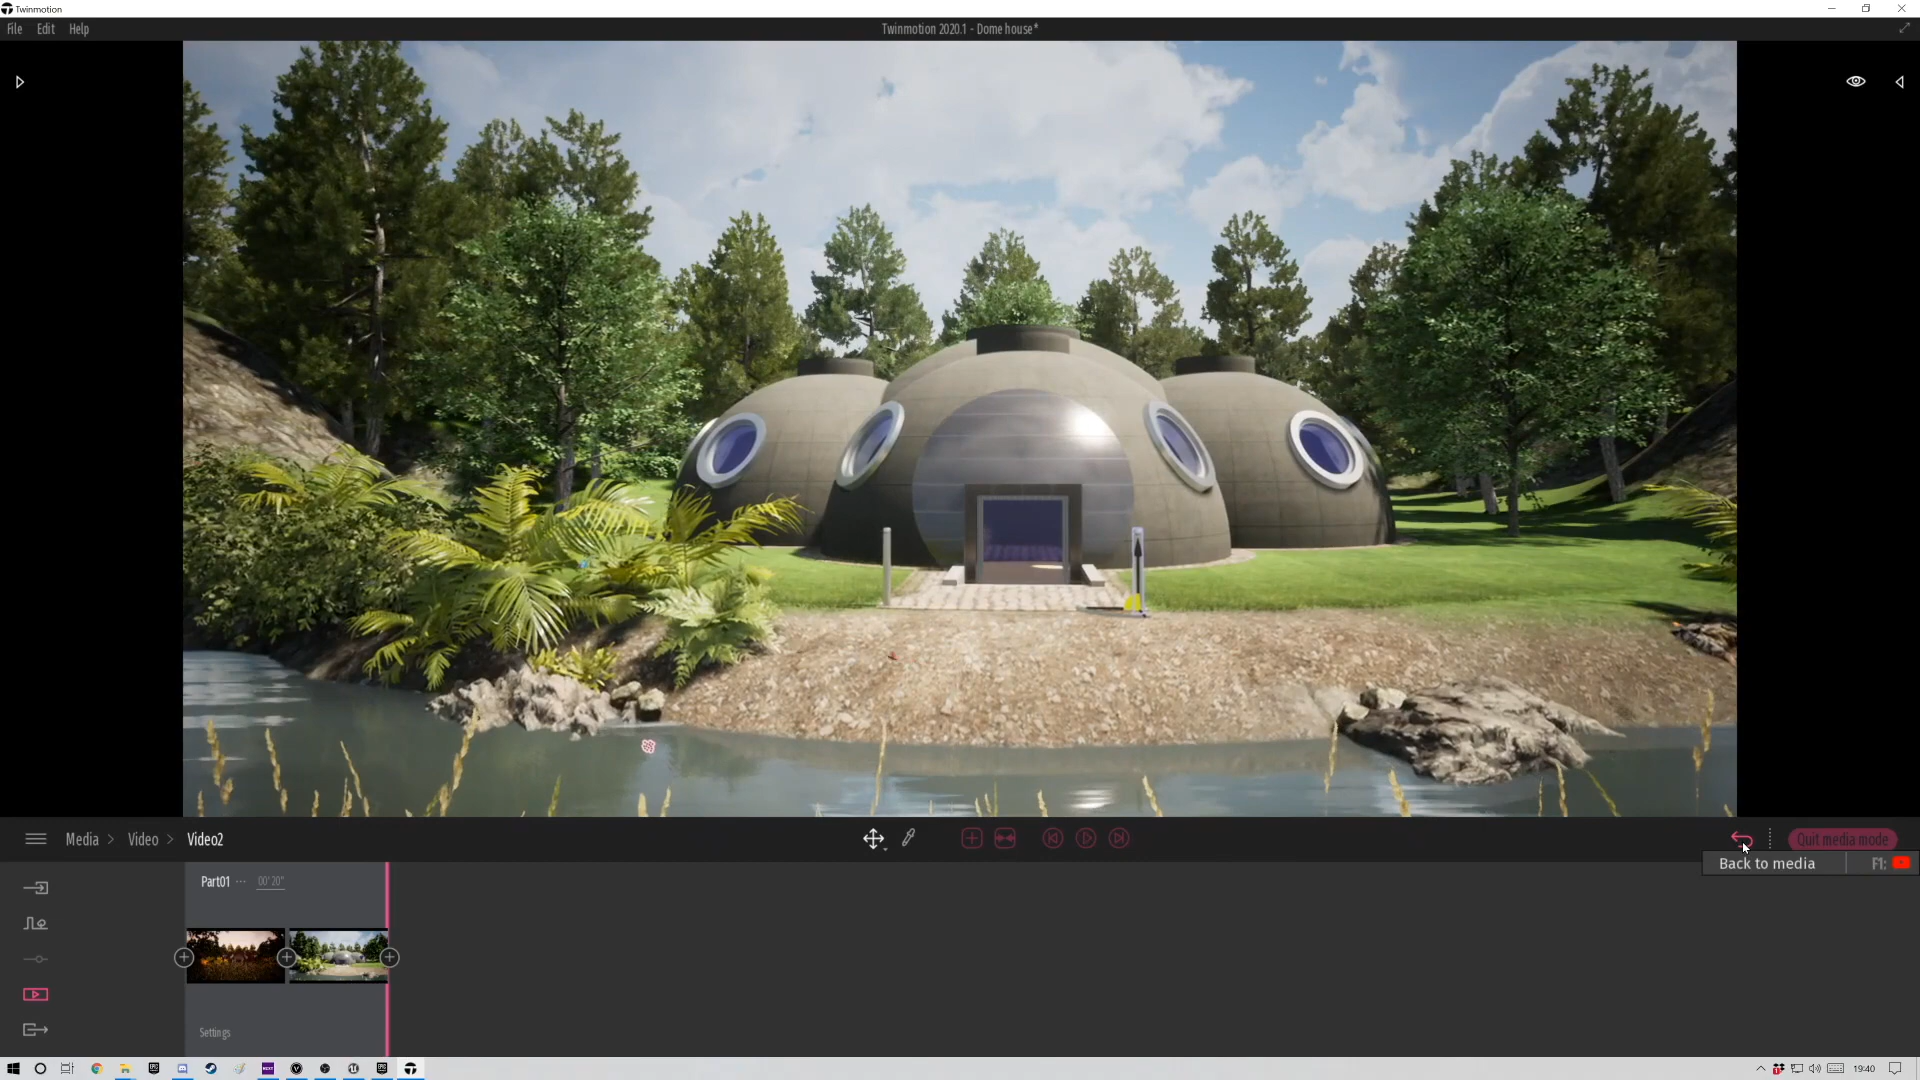 Twinmotion
File Edit Help
Twinmotion 2020.1 - Dome house*
Media > Video > Video2
Quit media mode
Back to media F1:
Part01 ... 00' 20"
Settings
19:40